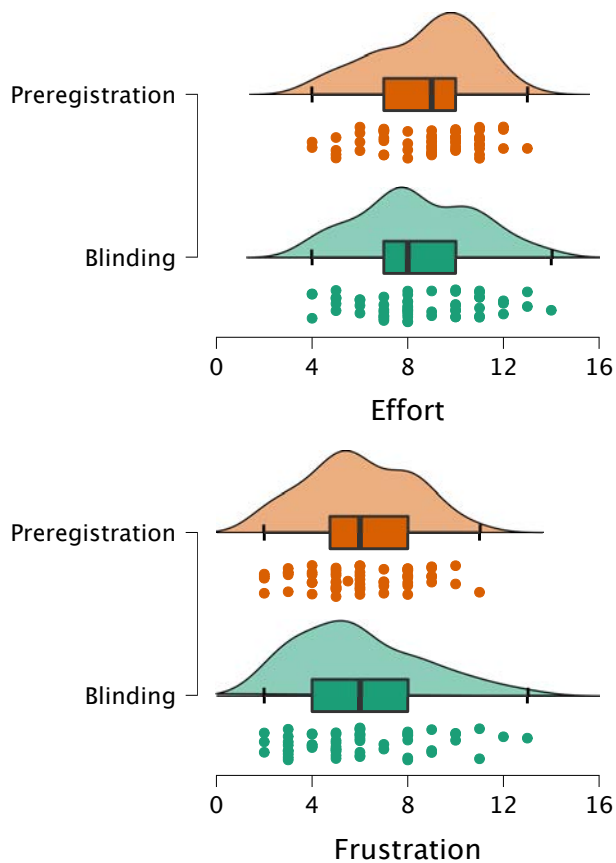 Preregistration
Blinding
0 4 8 12 16
Effort
Preregistration
Blinding
0 4 8 12 16
Frustration